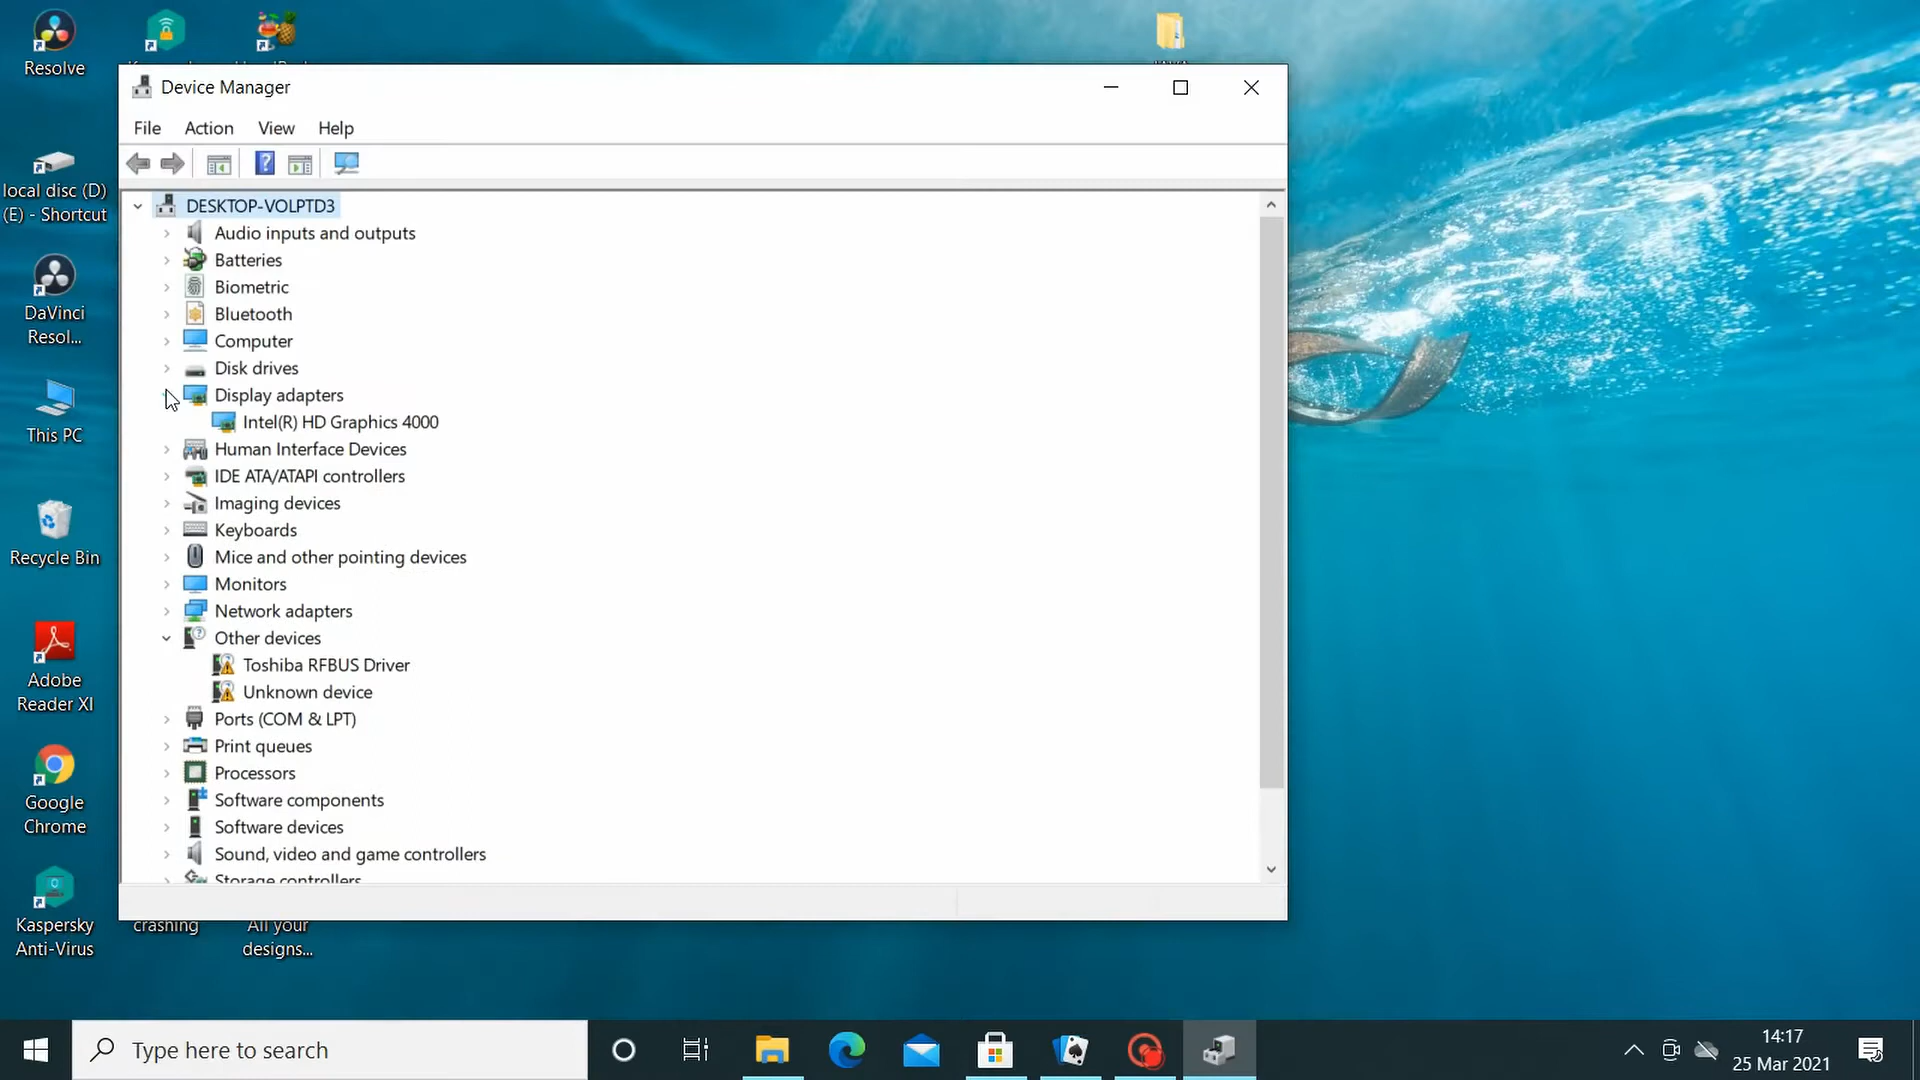 Resolve
Device Manager
File Action View Help
DESKTOP-VOLPTD3
Audio inputs and outputs
Batteries
Biometric
Bluetooth
Computer
Disk drives
Display adapters
Intel(R) HD Graphics 4000
Human Interface Devices
IDE ATA/ATAPI controllers
Imaging devices
Keyboards
Mice and other pointing devices
Monitors
Network adapters
Other devices
Toshiba RFBUS Driver
Unknown device
Ports (COM & LPT)
Print queues
Processors
Software components
Software devices
Sound, video and game controllers
Storage controllers
local disc (D)
(E) - Shortcut
DaVinci
Resol...
This PC
Recycle Bin
Adobe
Reader XI
Google
Chrome
Kaspersky
Anti-Virus
crashing
All your
designs...
Type here to search
14:17
25 Mar 2021